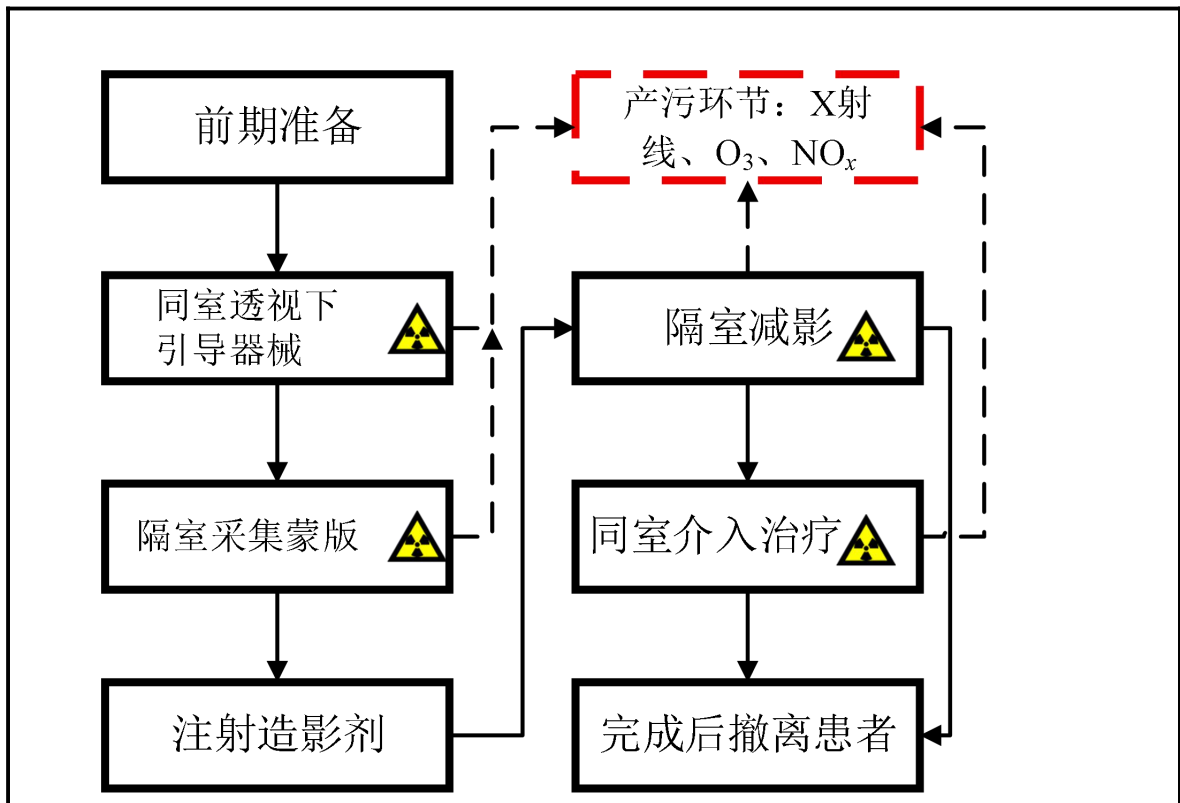 前期准备
同室透视下
引导器械
隔室采集蒙版
注射造影剂
产污环节：X射
线、O₃、NOₓ
隔室减影
同室介入治疗
完成后撤离患者